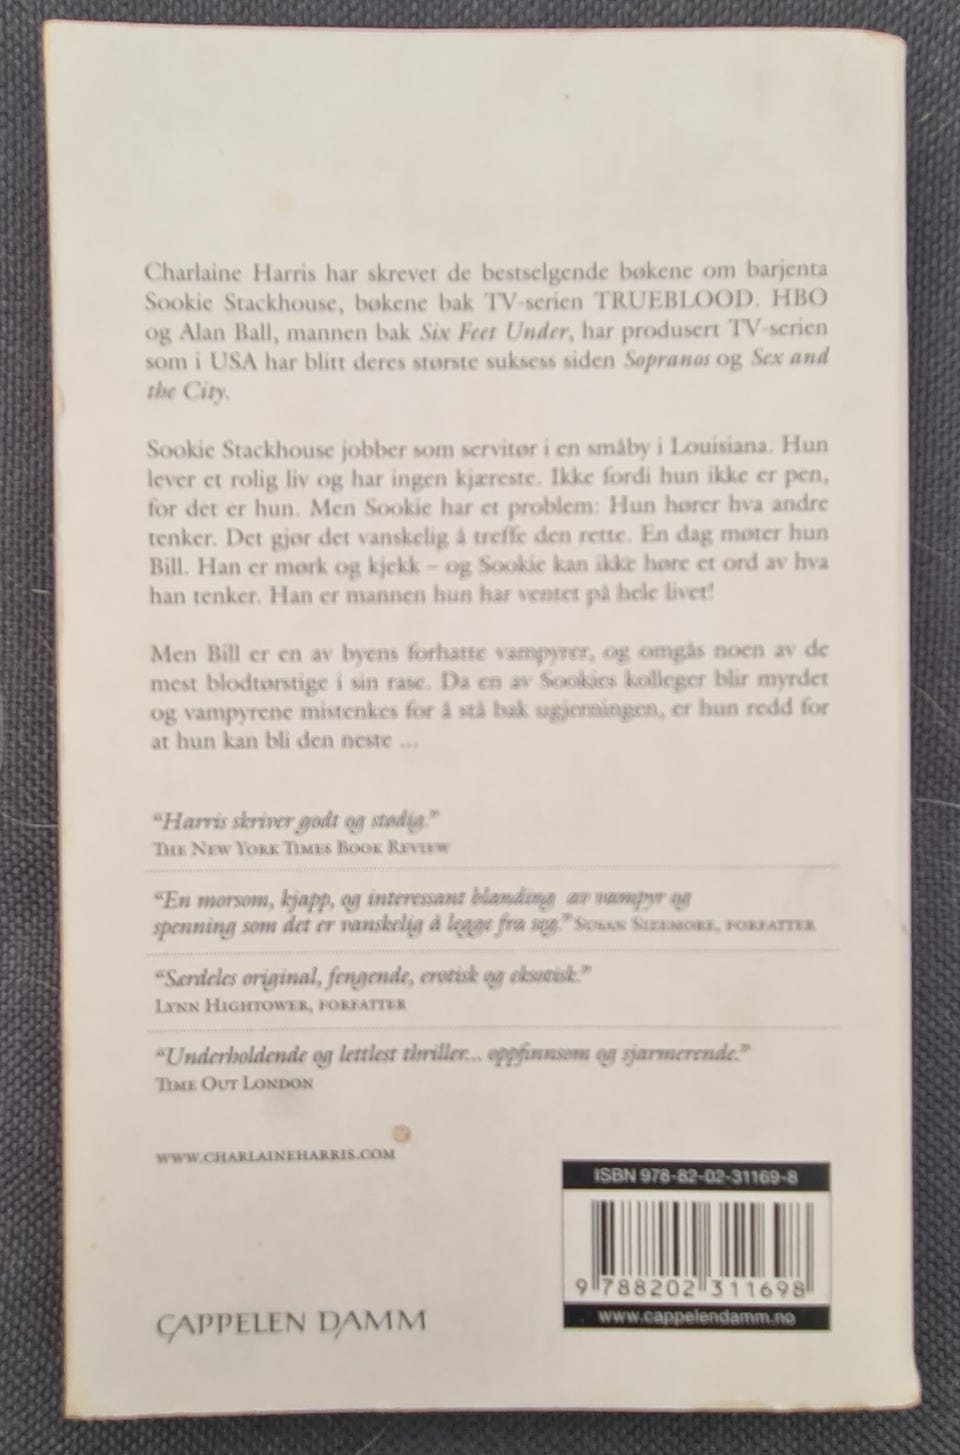 Charlaine Harris har skrevet de bestselgende bøkene om barjenta
Sookie Stackhouse, bøkene bak TV-serien TRUEBLOOD. HBO
og Alan Ball, mannen bak Six Feet Under, har produsert TV-serien
som i USA har blitt deres største suksess siden Sopranos og Sex and
the City.
Sookie Stackhouse jobber som servitør i en småby i Louisiana. Hun
lever et rolig liv og har ingen kjæreste. Ikke fordi hun ikke er pen,
for det er hun. Men Sookie har et problem: Hun hører hva andre
tenker. Det gjør det vanskelig å treffe den rette. En dag møter hun
Bill. Han er mørk og kjekk – og Sookie kan ikke høre et ord av hva
han tenker. Han er mannen hun har ventet på hele livet!
Men Bill er en av byens forhatte vampyrer, og omgås noen av de
mest blodtørstige i sin rase. Da en av Sookies kolleger blir myrdet
og vampyrene mistenkes for å stå bak ugjerningen, er hun redd for
at hun kan bli den neste ...
“Harris skriver godt og stødig.”
THE NEW YORK TIMES BOOK REVIEW
“En morsom, kjapp, og interessant blanding av vampyr og
spenning som det er vanskelig å legge fra seg.” SUSAN SIZEMORE, FORFATTER
“Særdeles original, fengende, erotisk og eksotisk.”
LYNN HIGHTOWER, FORFATTER
“Underholdende og lettlest thriller... oppfinnsom og sjarmerende.”
TIME OUT LONDON
WWW.CHARLAINEHARRIS.COM
ISBN 978-82-02-31169-8
9 788202 311698
www.cappelendamm.no
CAPPELEN DAMM